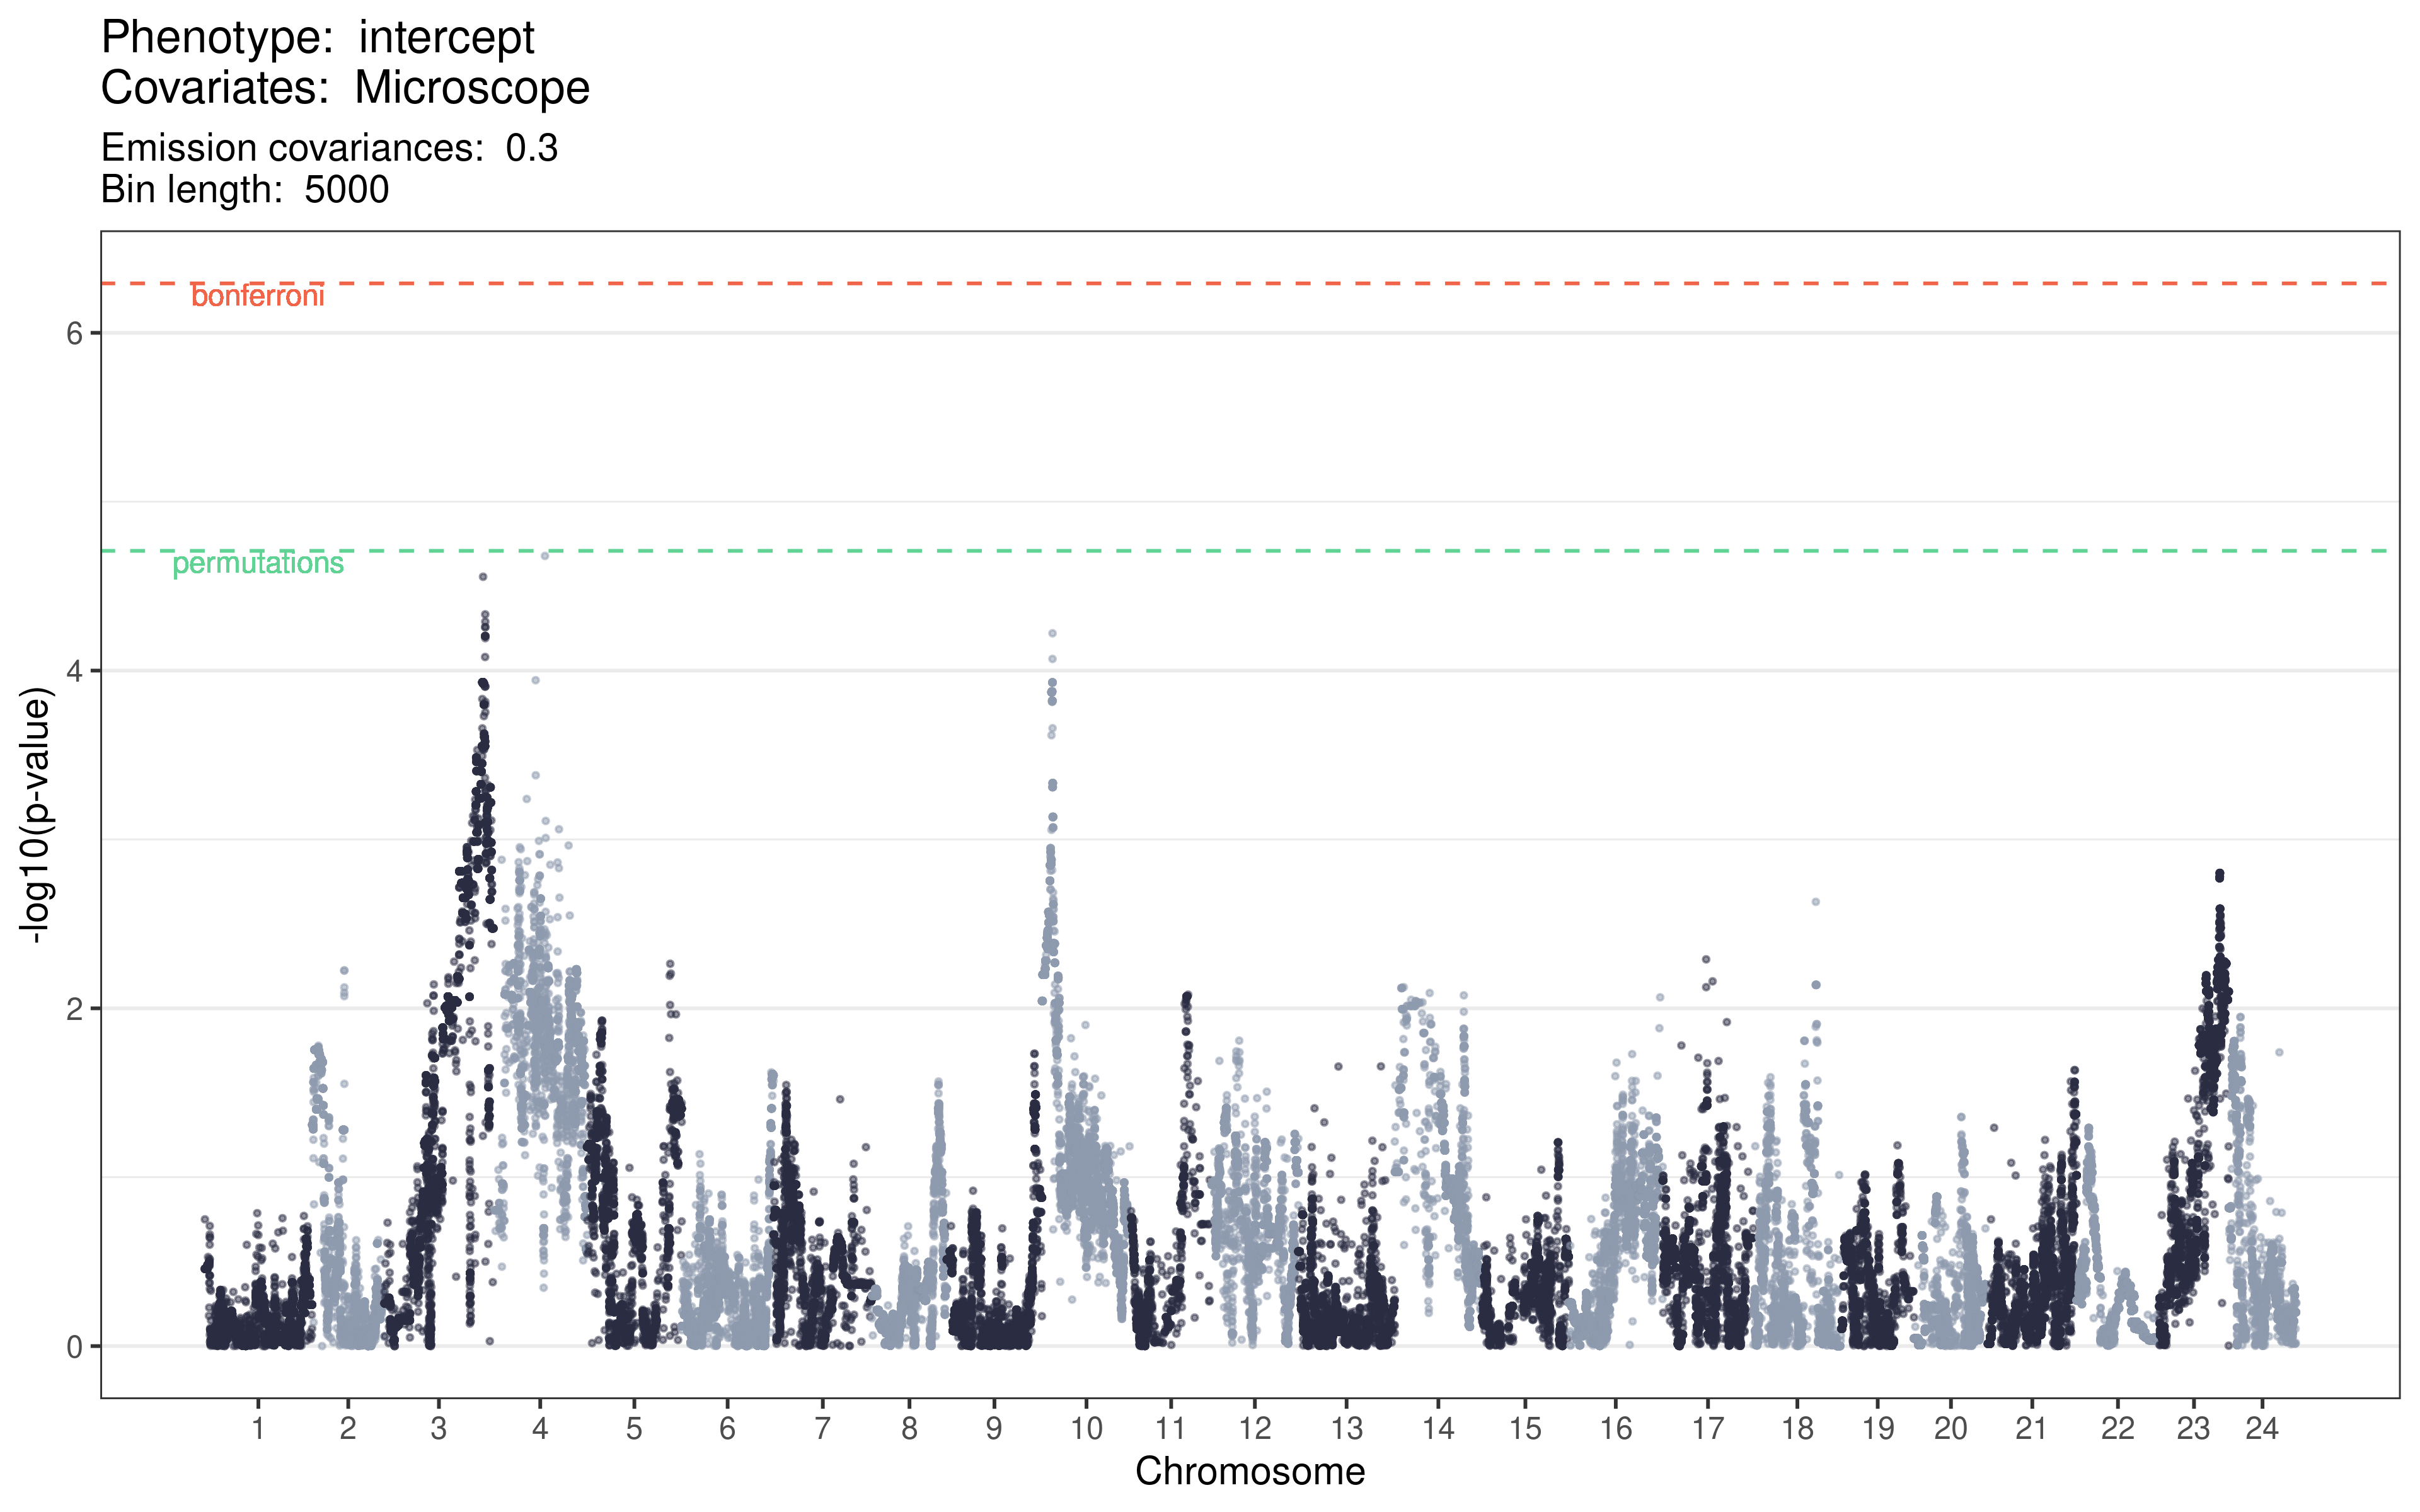 Phenotype: intercept
Covariates: Microscope
Emission covariances: 0.3
Bin length: 5000
bonferroni
6
permutations
4
2
0
-log10(p-value)
1 2 3 4 5 6 7 8 9 10 11 12 13 14 15 16 17 18 19 20 21 22 23 24
Chromosome